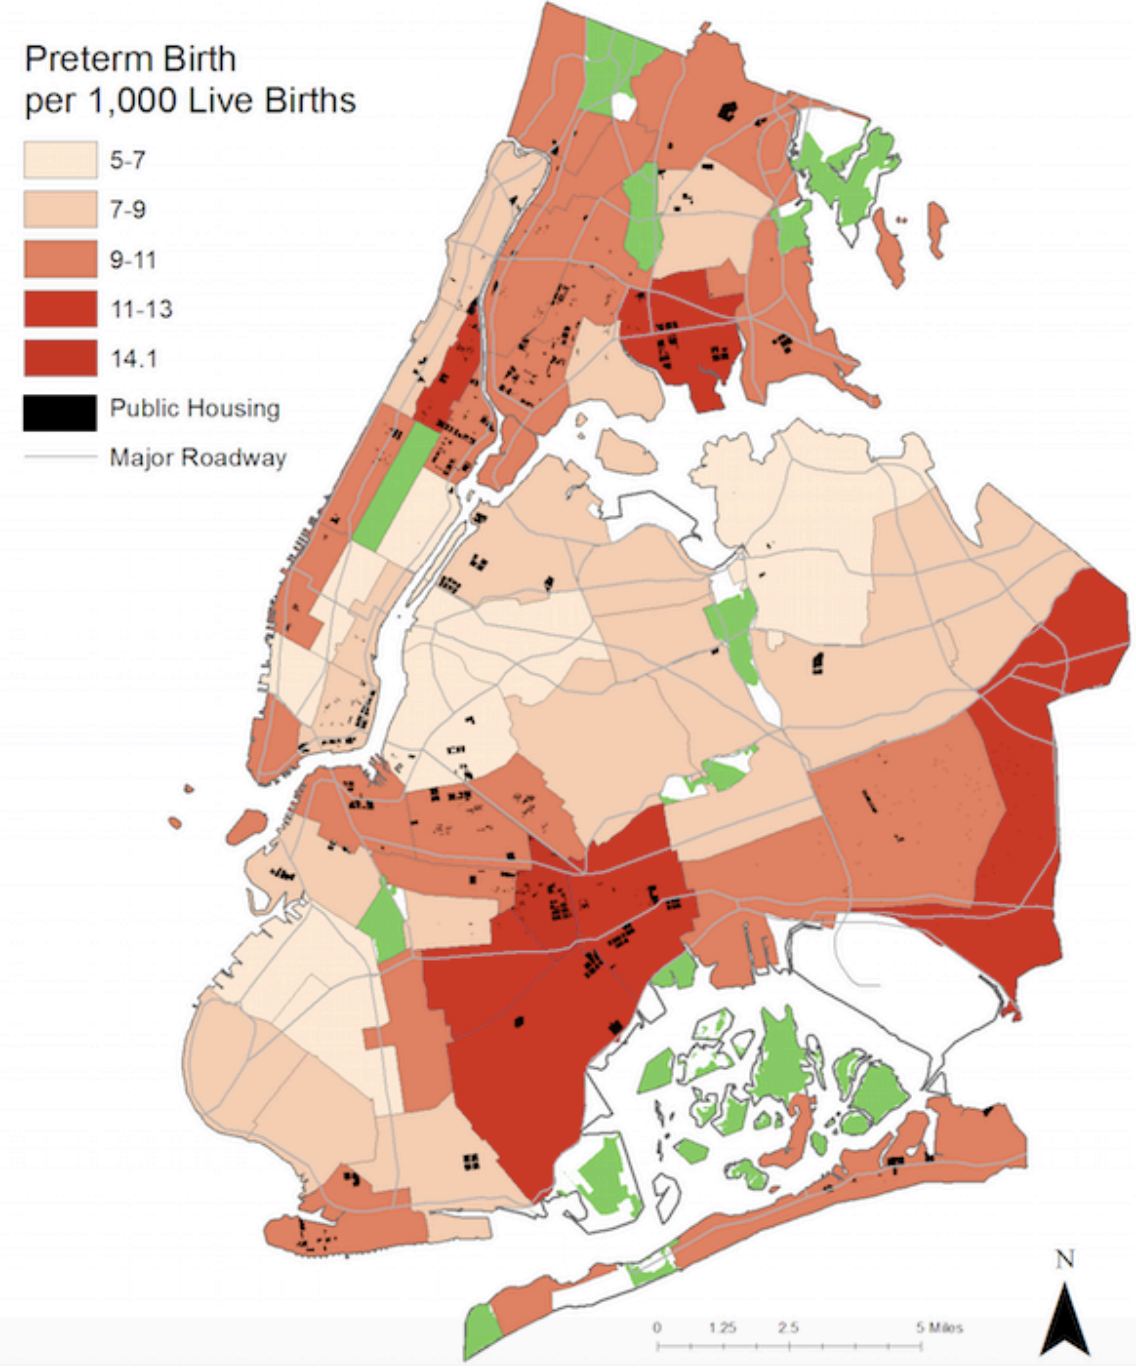 Preterm Birth
per 1,000 Live Births
5-7
7-9
9-11
11-13
14.1
Public Housing
Major Roadway
N
0 1.25 2.5 5 Miles